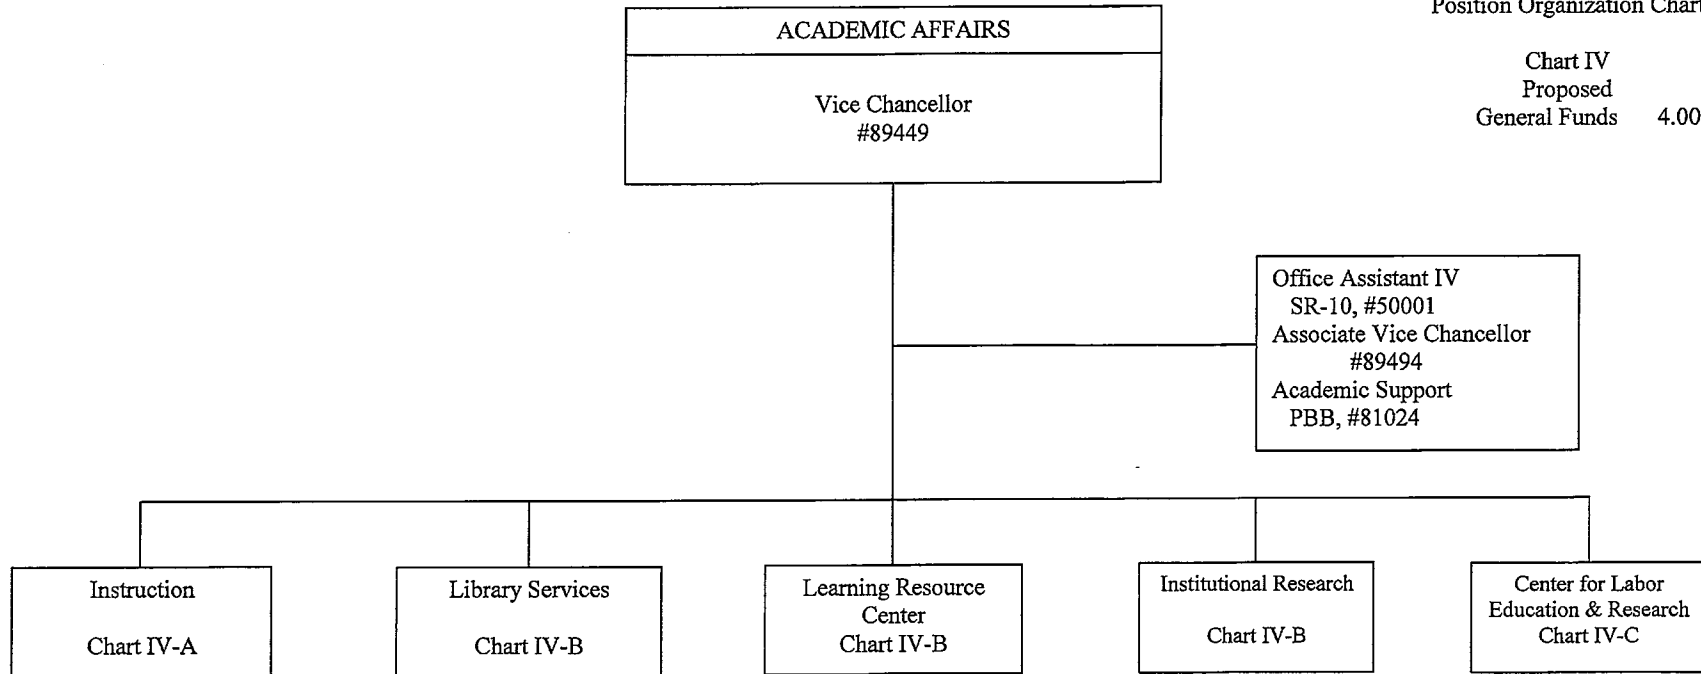 Position Organization Chart
Chart IV
Proposed
General Funds 4.00
ACADEMIC AFFAIRS
Vice Chancellor
#89449
Office Assistant IV
SR-10, #50001
Associate Vice Chancellor
#89494
Academic Support
PBB, #81024
Instruction
Chart IV-A
Library Services
Chart IV-B
Learning Resource
Center
Chart IV-B
Institutional Research
Chart IV-B
Center for Labor
Education & Research
Chart IV-C